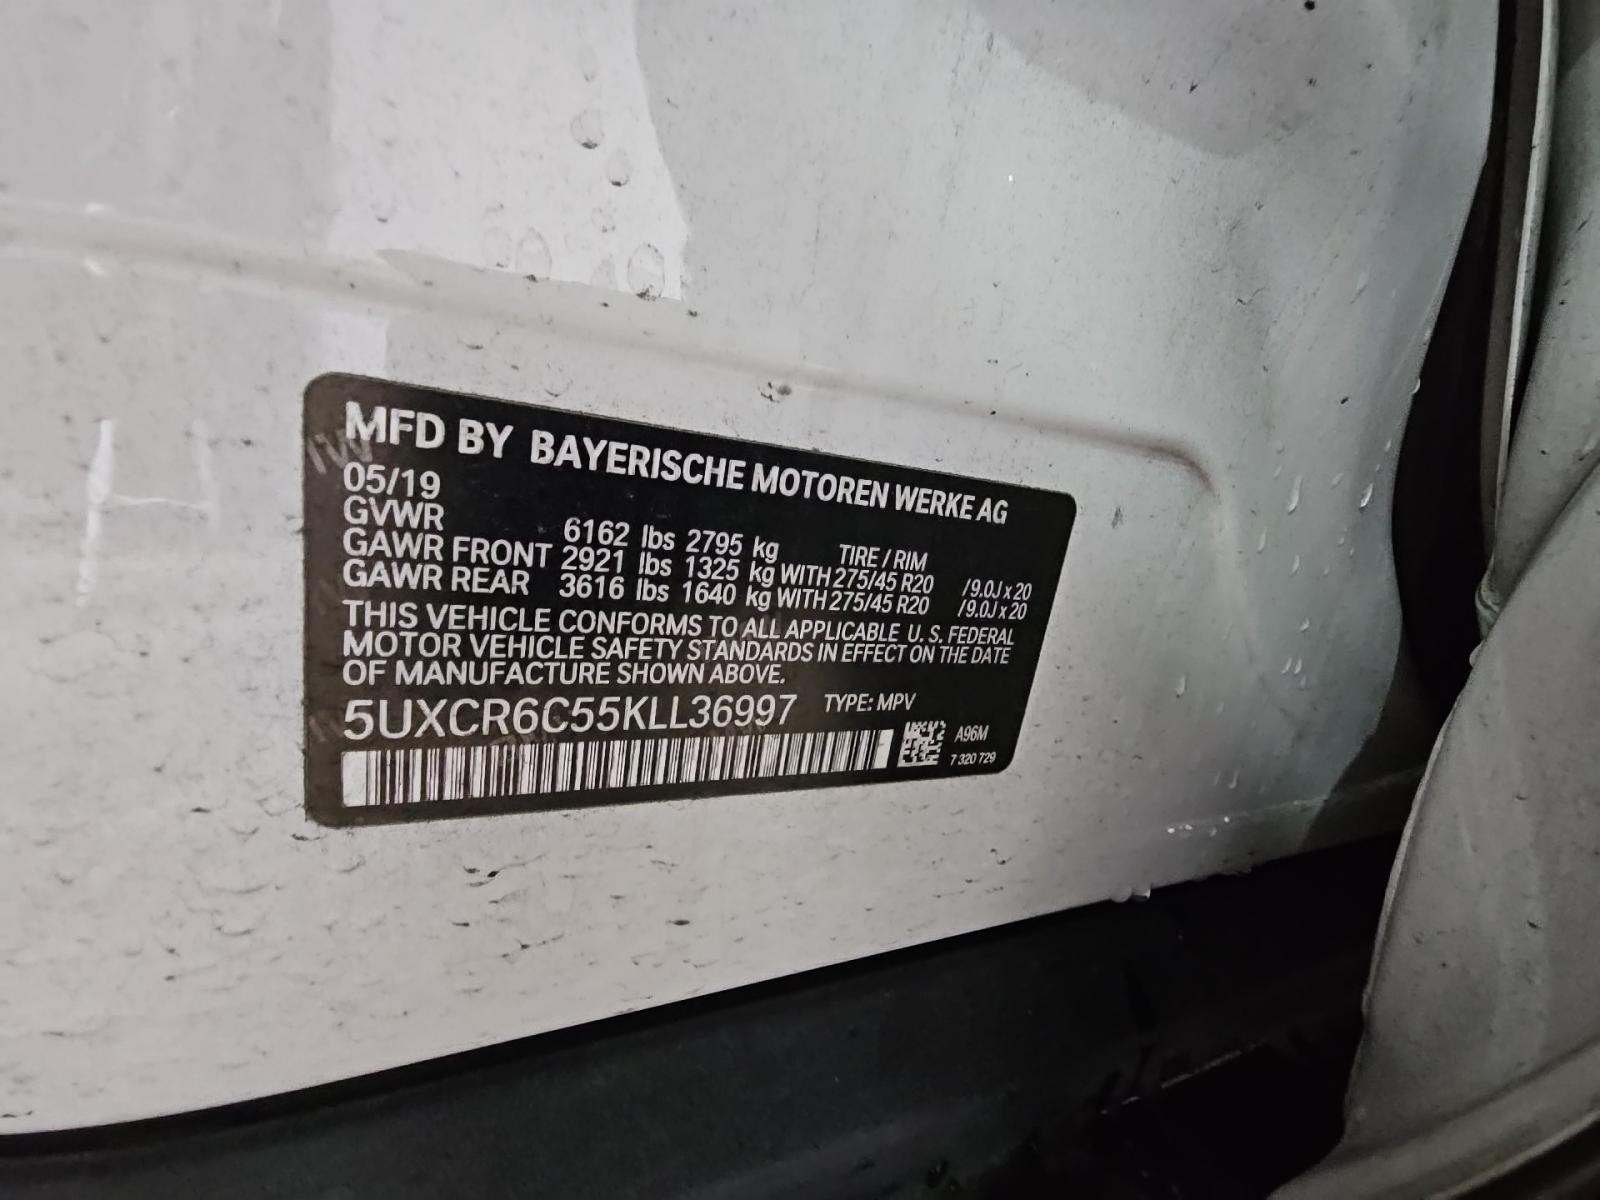 MFD BY BAYERISCHE MOTOREN WERKE AG
05/19
GVWR 6162 lbs 2795 kg TIRE / RIM
GAWR FRONT 2921 lbs 1325 kg WITH 275/45 R20 /9.0J x 20
GAWR REAR 3616 lbs 1640 kg WITH 275/45 R20 /9.0J x 20
THIS VEHICLE CONFORMS TO ALL APPLICABLE U. S. FEDERAL
MOTOR VEHICLE SAFETY STANDARDS IN EFFECT ON THE DATE
OF MANUFACTURE SHOWN ABOVE.
5UXCR6C55KLL36997 TYPE: MPV
A96M
7 320 729